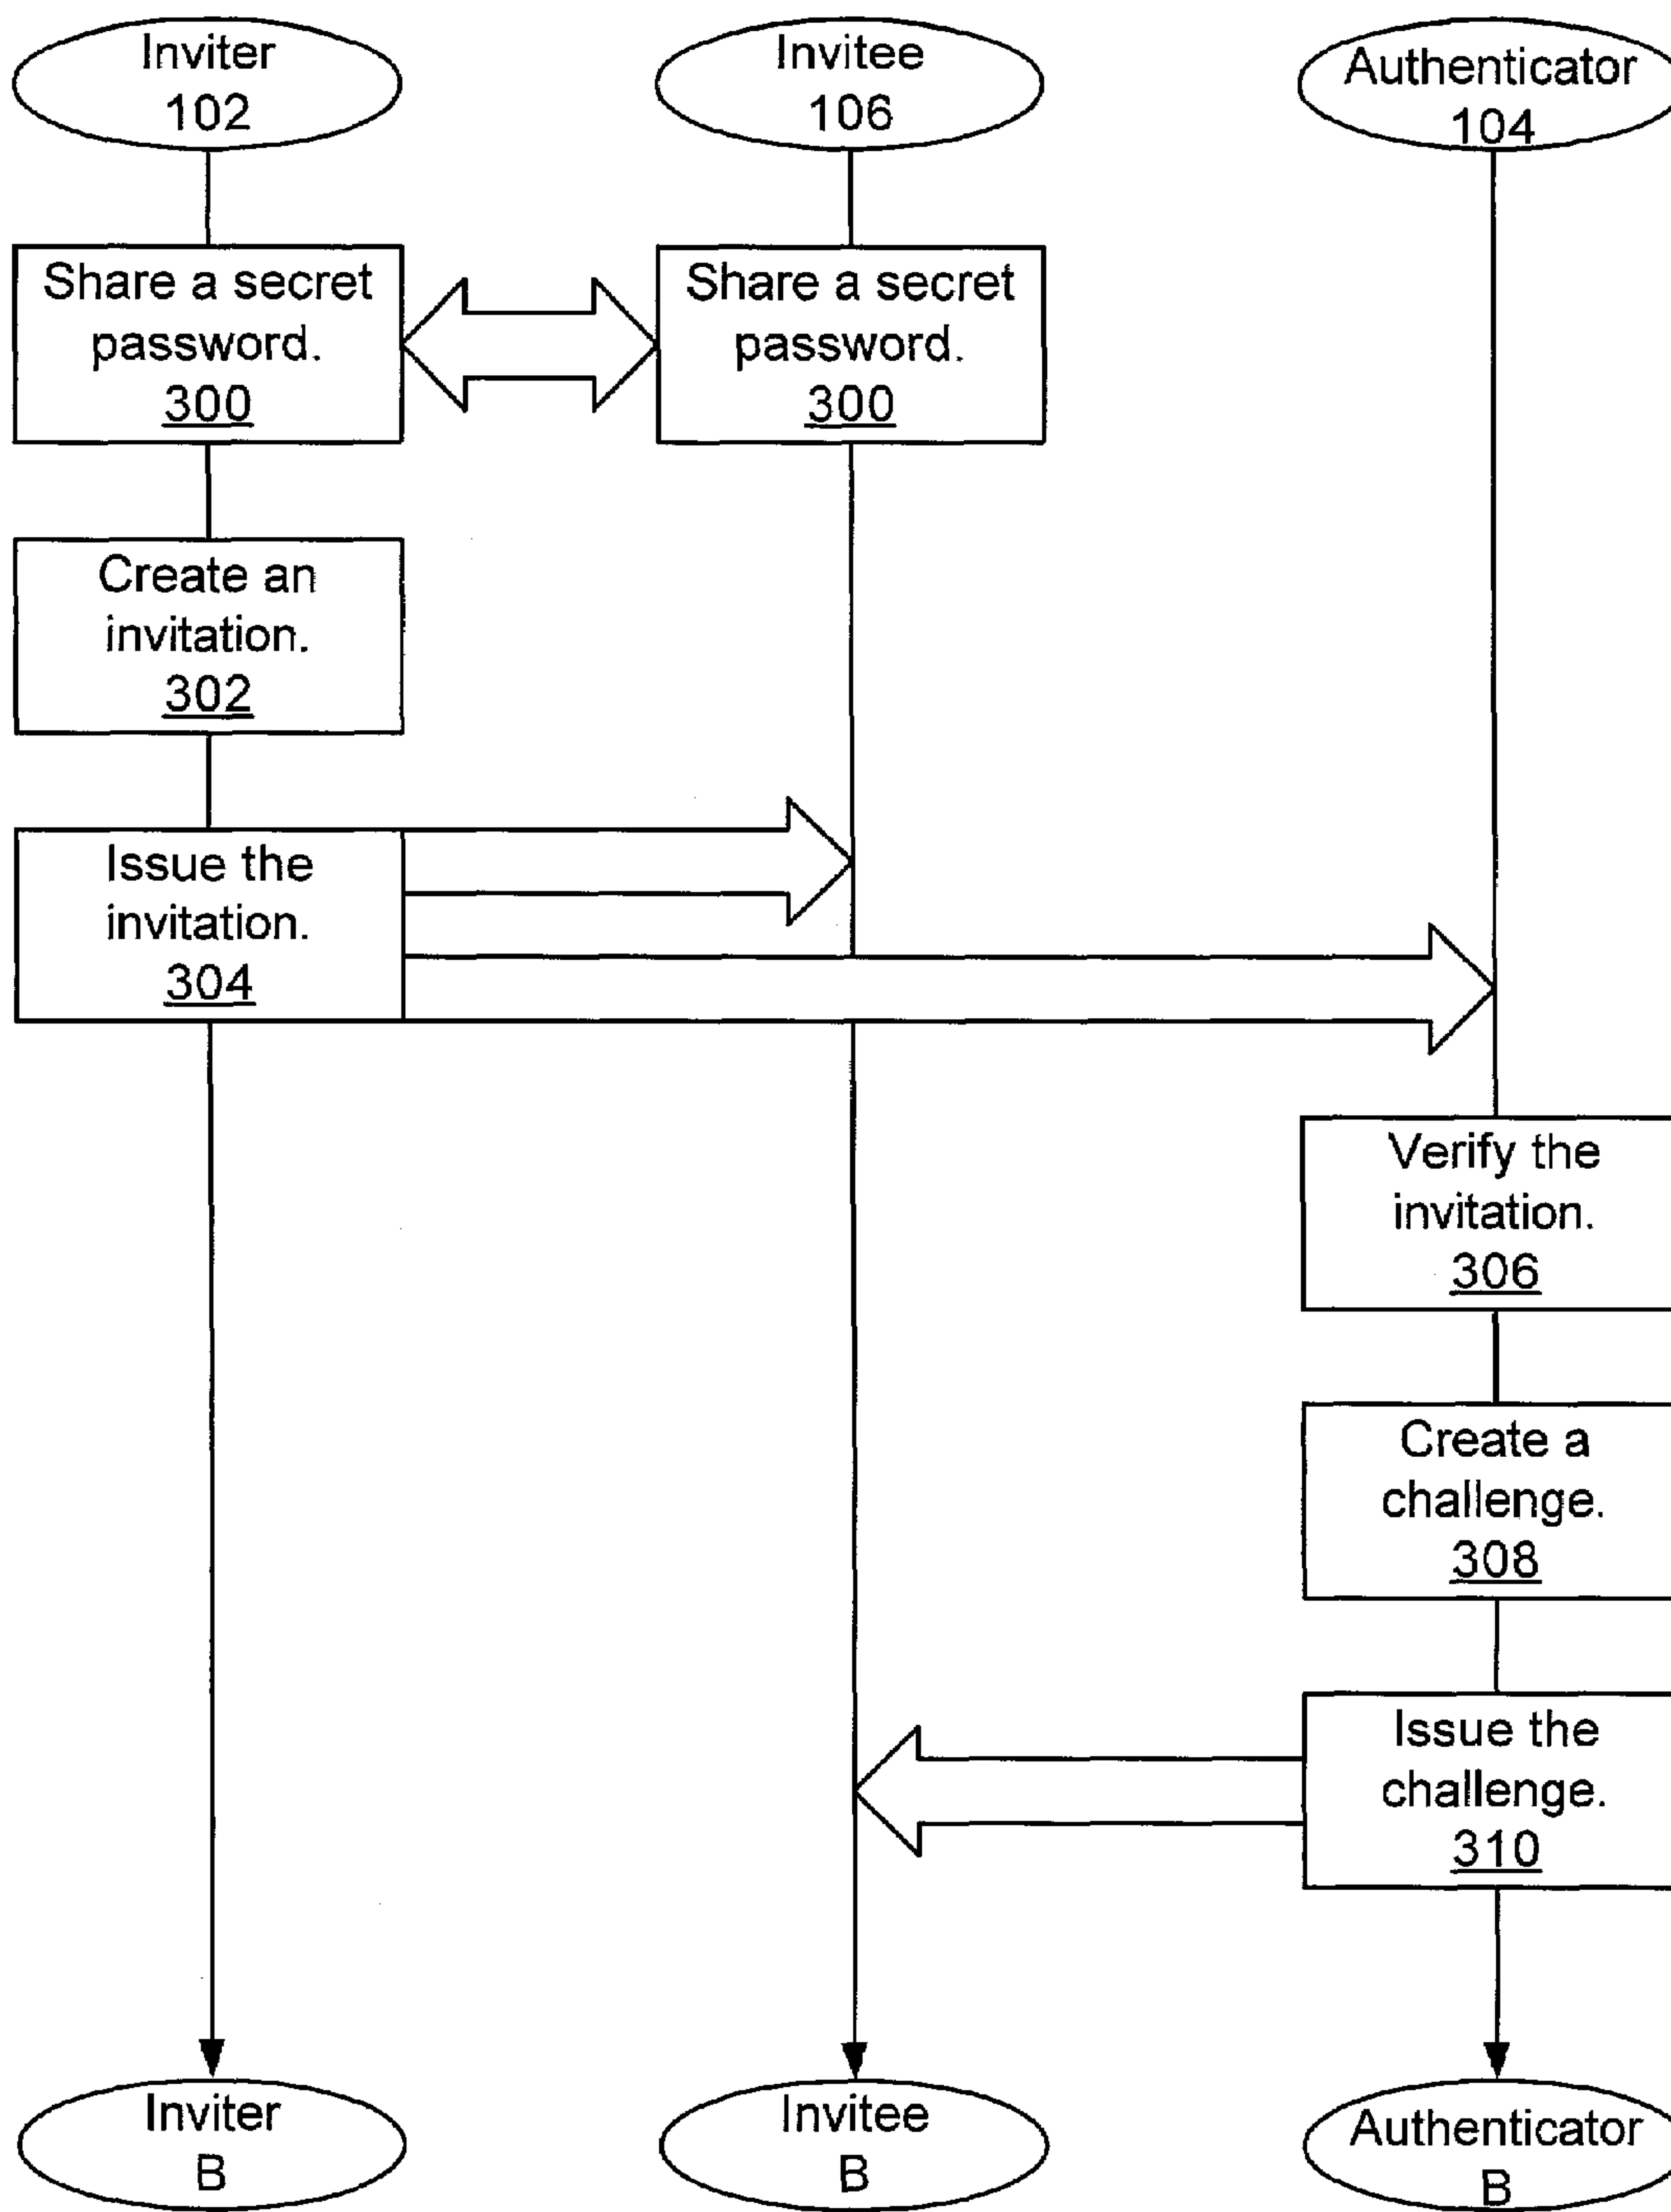 Inviter
102
Invitee
106
Authenticator
104
Share a secret
password.
300
Share a secret
password.
300
Create an
invitation.
302
Issue the
invitation.
304
Verify the
invitation.
306
Create a
challenge.
308
Issue the
challenge.
310
Inviter
B
Invitee
B
Authenticator
B